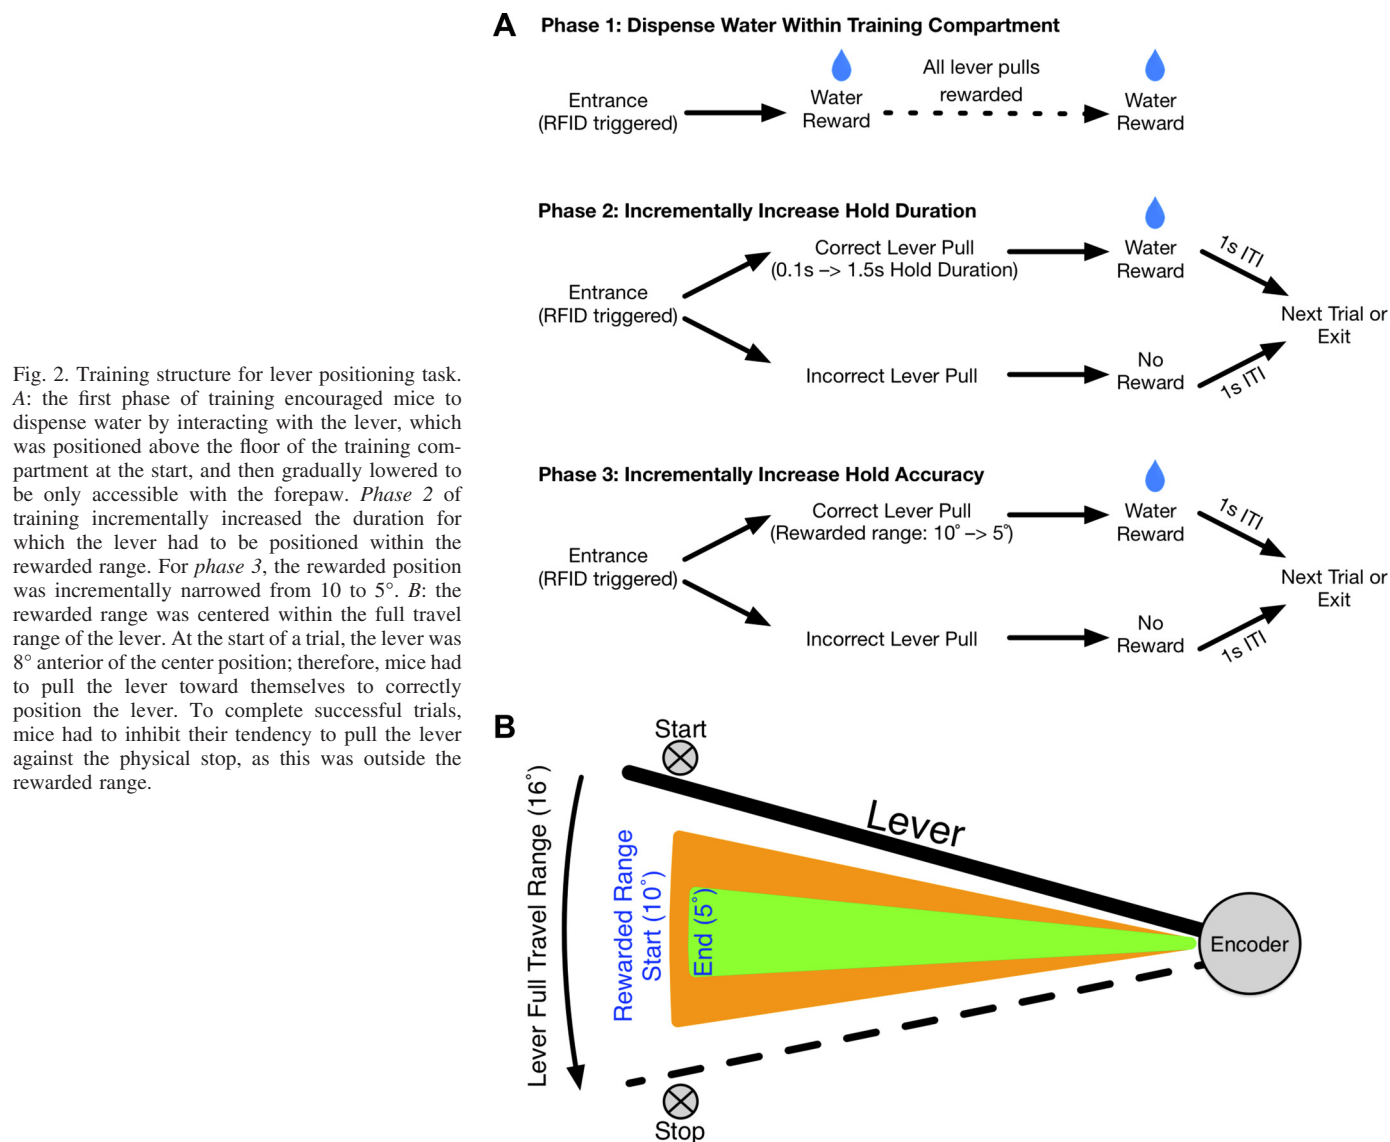 Fig. 2. Training structure for lever positioning task.
A: the first phase of training encouraged mice to
dispense water by interacting with the lever, which
was positioned above the floor of the training com-
partment at the start, and then gradually lowered to
be only accessible with the forepaw. Phase 2 of
training incrementally increased the duration for
which the lever had to be positioned within the
rewarded range. For phase 3, the rewarded position
was incrementally narrowed from 10 to 5°. B: the
rewarded range was centered within the full travel
range of the lever. At the start of a trial, the lever was
8° anterior of the center position; therefore, mice had
to pull the lever toward themselves to correctly
position the lever. To complete successful trials,
mice had to inhibit their tendency to pull the lever
against the physical stop, as this was outside the
rewarded range.
A
Phase 1: Dispense Water Within Training Compartment
Entrance
(RFID triggered)
Water
Reward
All lever pulls
rewarded
Water
Reward
Phase 2: Incrementally Increase Hold Duration
Entrance
(RFID triggered)
Correct Lever Pull
(0.1s –> 1.5s Hold Duration)
Water
Reward
1s ITI
Incorrect Lever Pull
No
Reward
1s ITI
Next Trial or
Exit
Phase 3: Incrementally Increase Hold Accuracy
Entrance
(RFID triggered)
Correct Lever Pull
(Rewarded range: 10° –> 5°)
Water
Reward
1s ITI
Incorrect Lever Pull
No
Reward
1s ITI
Next Trial or
Exit
B
Start
Lever
Lever Full Travel Range (16°)
Rewarded Range
Start (10°)
End (5°)
Encoder
Stop